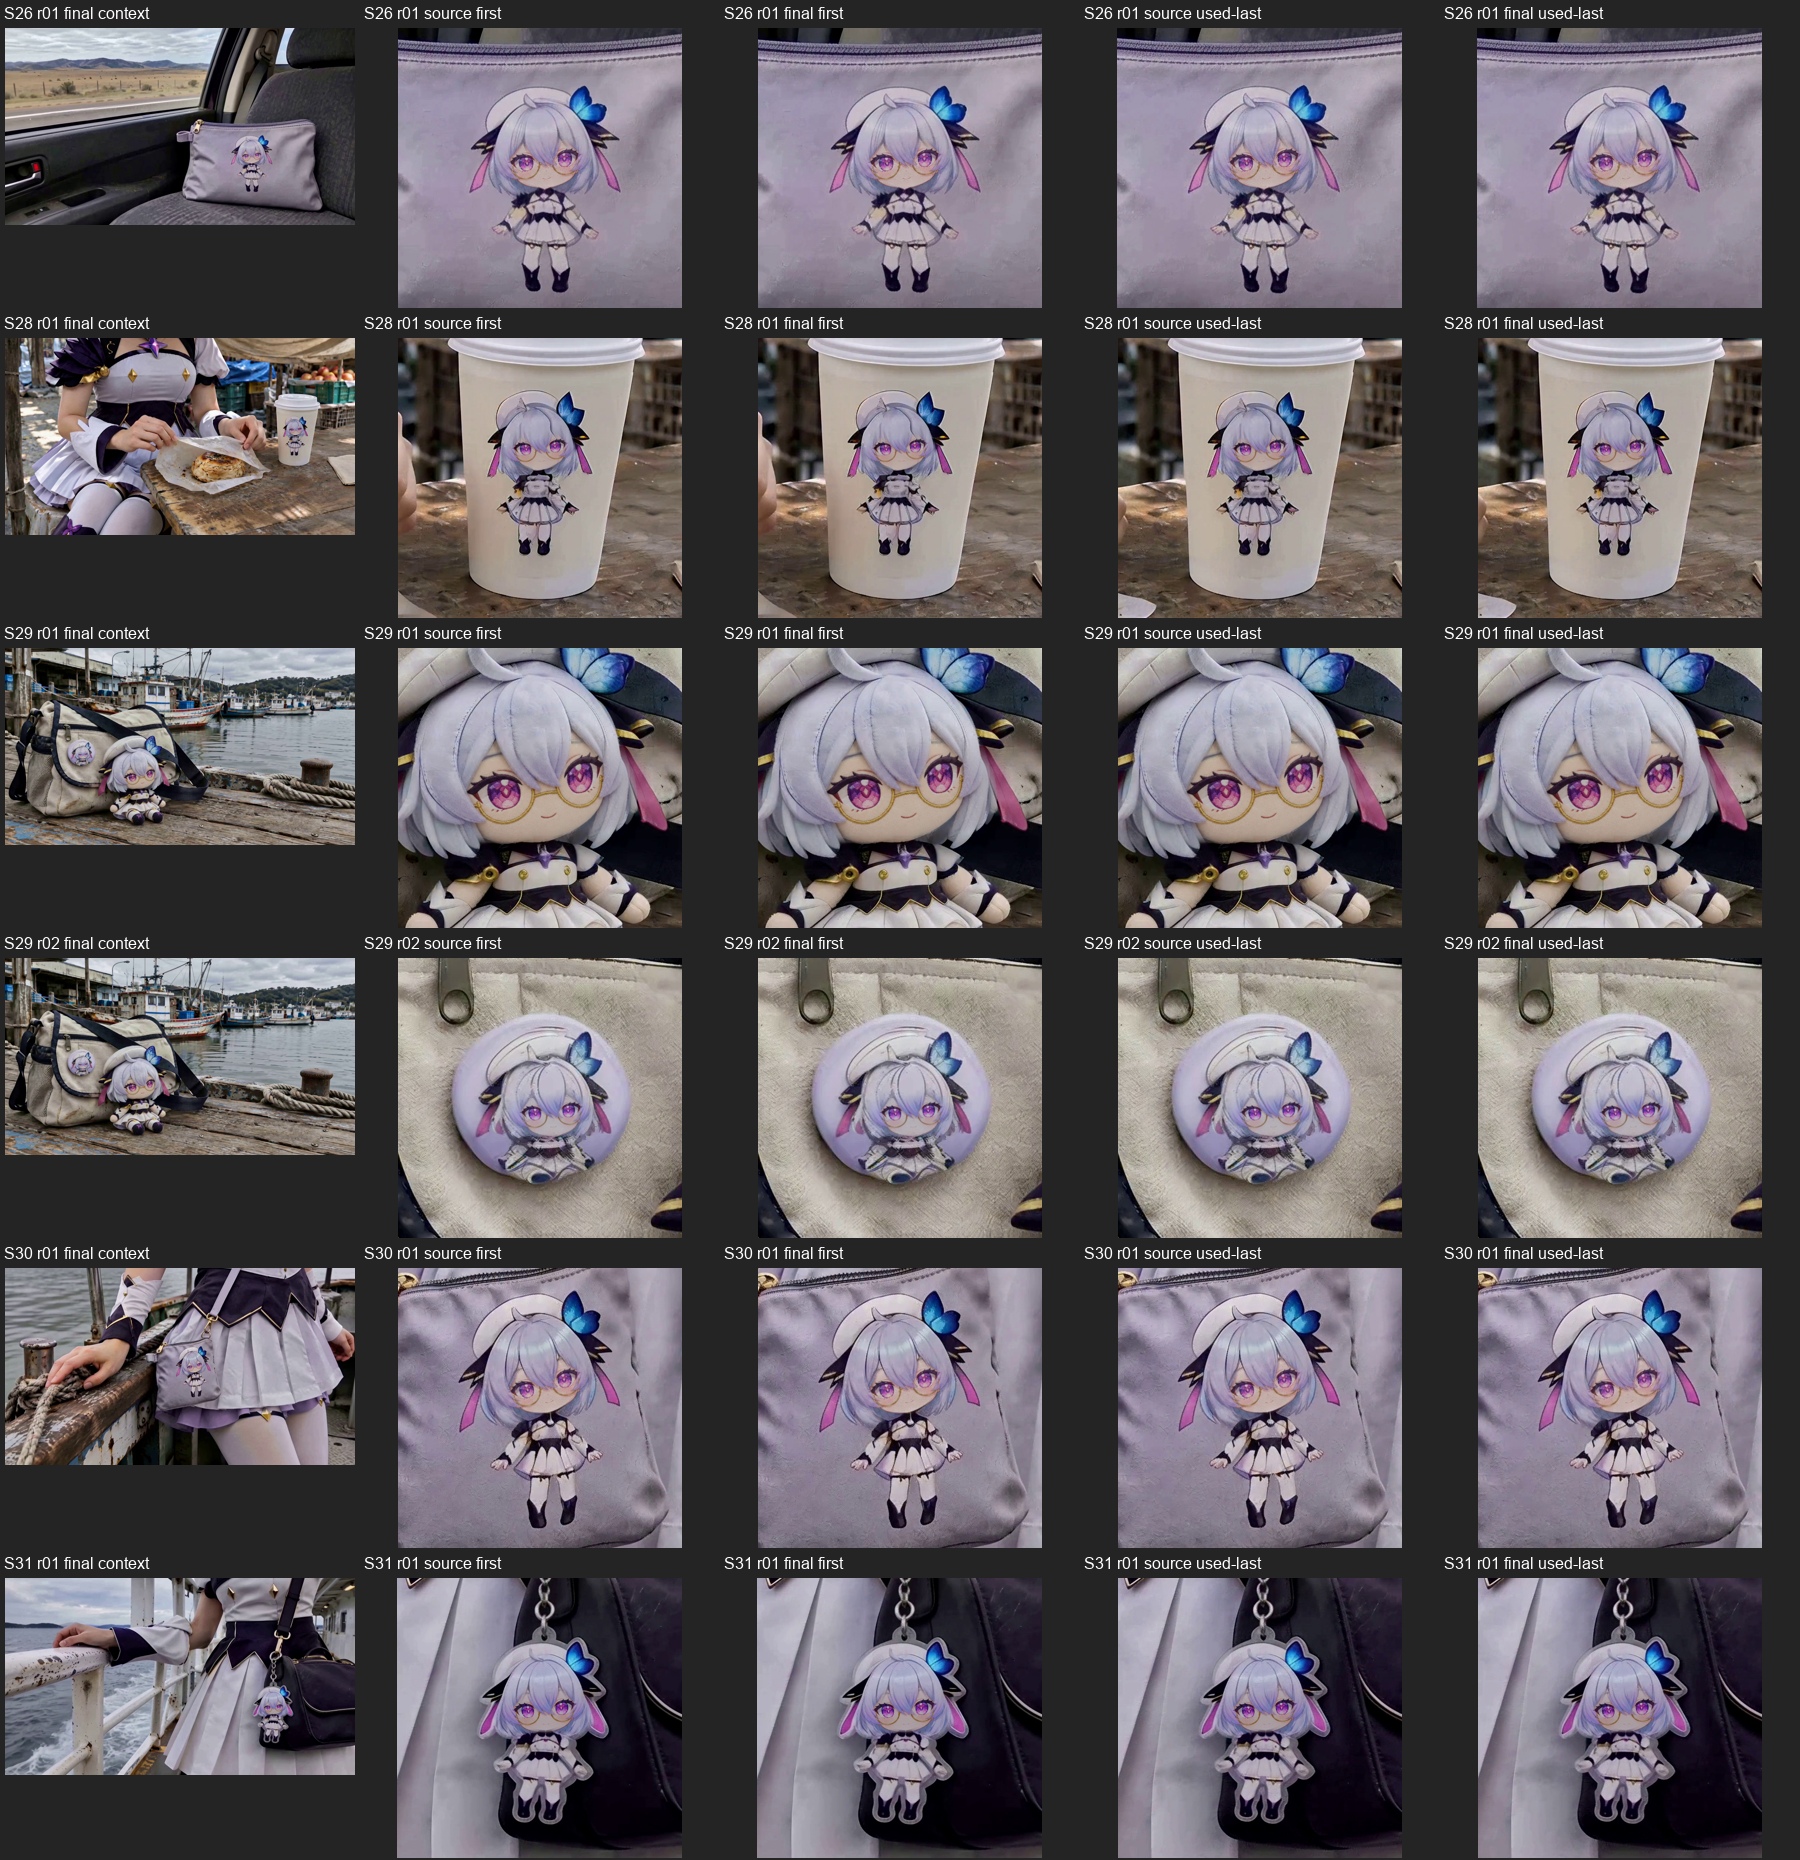 S26 r01 final context
S26 r01 source first
S26 r01 final first
S26 r01 source used-last
S26 r01 final used-last
S28 r01 final context
S28 r01 source first
S28 r01 final first
S28 r01 source used-last
S28 r01 final used-last
S29 r01 final context
S29 r01 source first
S29 r01 final first
S29 r01 source used-last
S29 r01 final used-last
S29 r02 final context
S29 r02 source first
S29 r02 final first
S29 r02 source used-last
S29 r02 final used-last
S30 r01 final context
S30 r01 source first
S30 r01 final first
S30 r01 source used-last
S30 r01 final used-last
S31 r01 final context
S31 r01 source first
S31 r01 final first
S31 r01 source used-last
S31 r01 final used-last